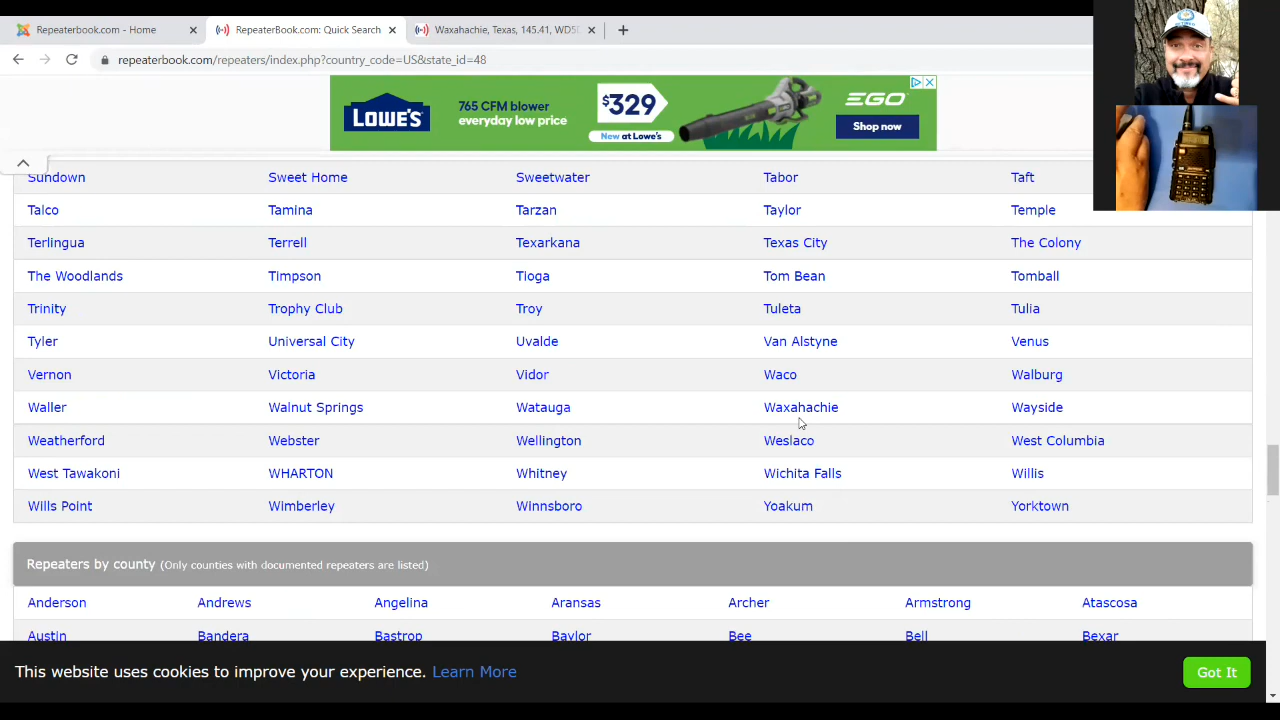 RepeaterBook.com - Home
RepeaterBook.com: Quick Search
Waxahachie, Texas, 145.41, WD5D
repeaterbook.com/repeaters/index.php?country_code=US&state_id=48
LOWE'S
765 CFM blower
everyday low price
$329
New at Lowe's
EGO
Shop now
Sundown Sweet Home Sweetwater Tabor Taft
Talco Tamina Tarzan Taylor Temple
Terlingua Terrell Texarkana Texas City The Colony
The Woodlands Timpson Tioga Tom Bean Tomball
Trinity Trophy Club Troy Tuleta Tulia
Tyler Universal City Uvalde Van Alstyne Venus
Vernon Victoria Vidor Waco Walburg
Waller Walnut Springs Watauga Waxahachie Wayside
Weatherford Webster Wellington Weslaco West Columbia
West Tawakoni WHARTON Whitney Wichita Falls Willis
Wills Point Wimberley Winnsboro Yoakum Yorktown
Repeaters by county (Only counties with documented repeaters are listed)
Anderson Andrews Angelina Aransas Archer Armstrong Atascosa
Austin Bandera Bastrop Baylor Bee Bell Bexar
This website uses cookies to improve your experience. Learn More
Got It